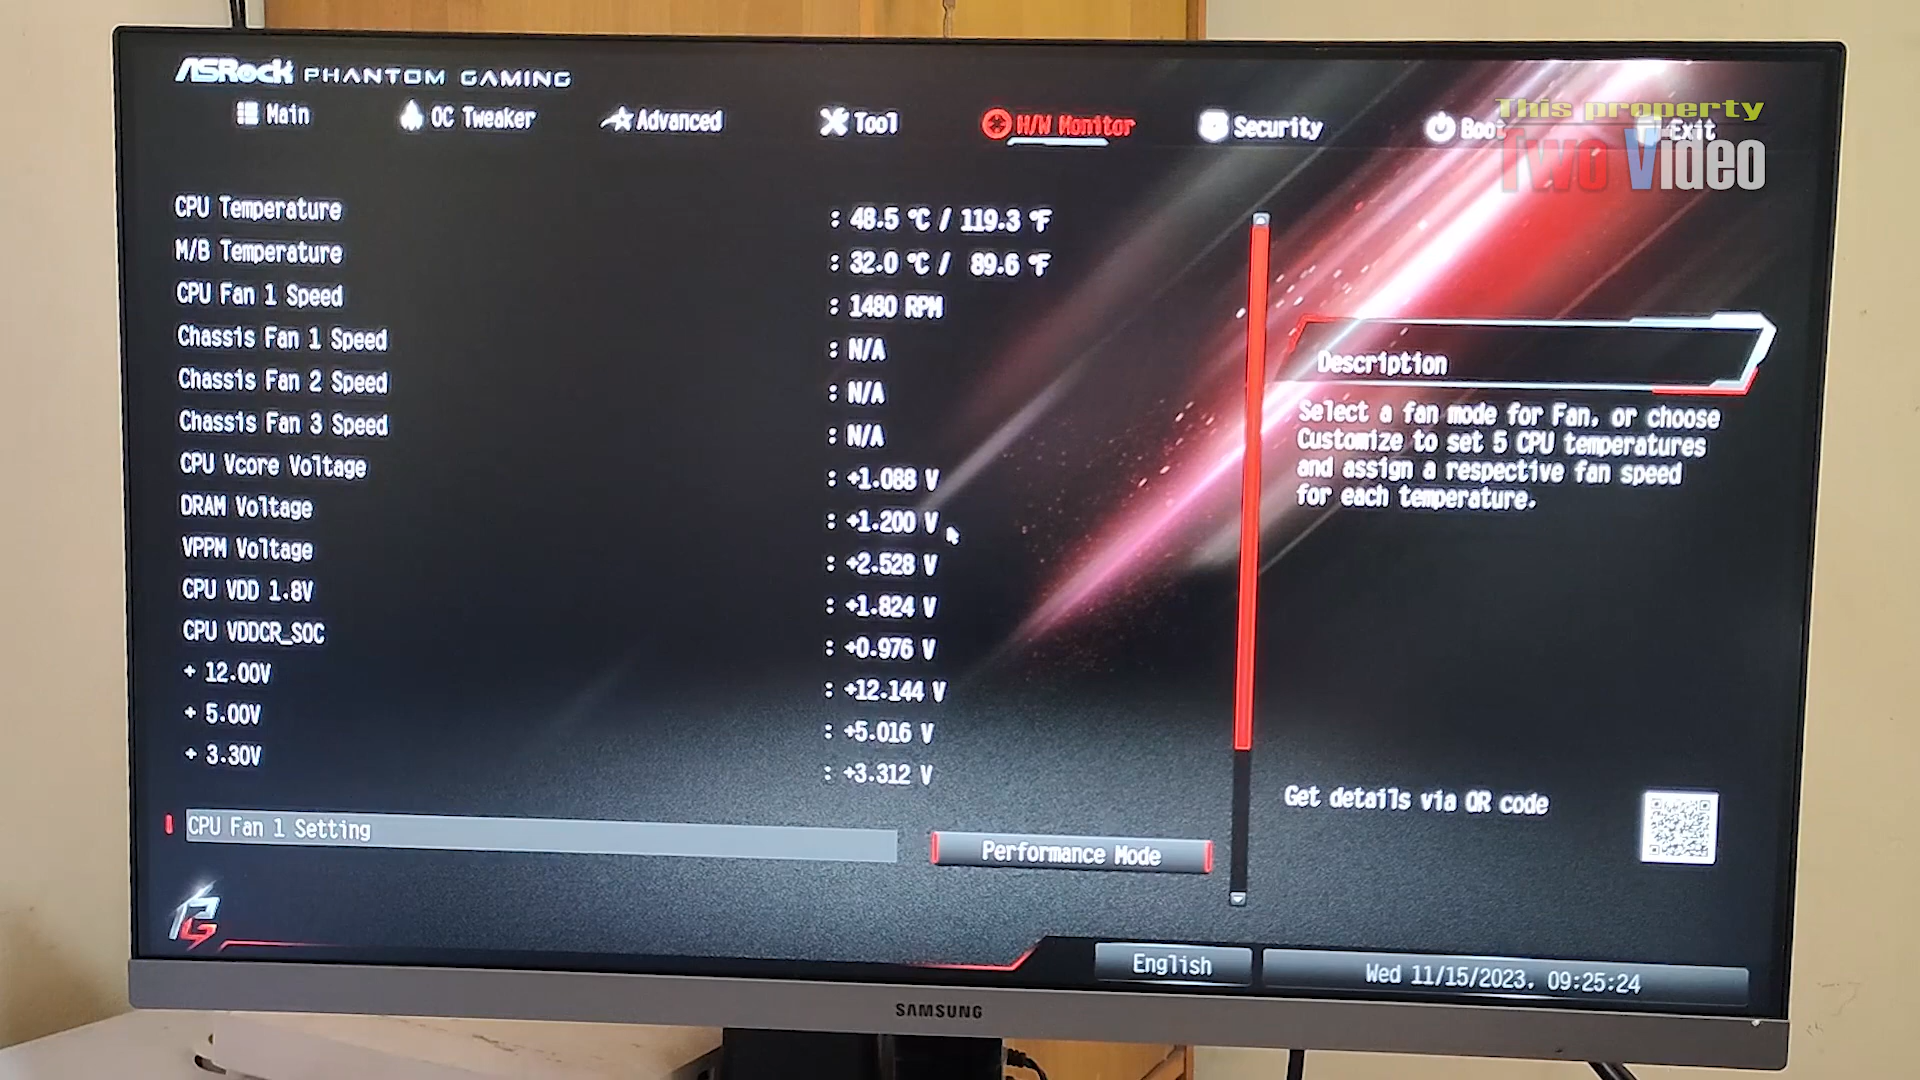 ASRock PHANTOM GAMING
This property
Two Video
Main OC Tweaker Advanced Tool H/W Monitor Security Boot Exit
CPU Temperature : 48.5 °C / 119.3 °F
M/B Temperature : 32.0 °C / 89.6 °F
CPU Fan 1 Speed : 1480 RPM
Chassis Fan 1 Speed : N/A
Chassis Fan 2 Speed : N/A
Chassis Fan 3 Speed : N/A
CPU Vcore Voltage : +1.088 V
DRAM Voltage : +1.200 V
VPPM Voltage : +2.528 V
CPU VDD 1.8V : +1.824 V
CPU VDDCR_SOC : +0.976 V
+ 12.00V : +12.144 V
+ 5.00V : +5.016 V
+ 3.30V : +3.312 V
CPU Fan 1 Setting Performance Mode
Description
Select a fan mode for Fan, or choose
Customize to set 5 CPU temperatures
and assign a respective fan speed
for each temperature.
Get details via QR code
English
Wed 11/15/2023. 09:25:24
SAMSUNG